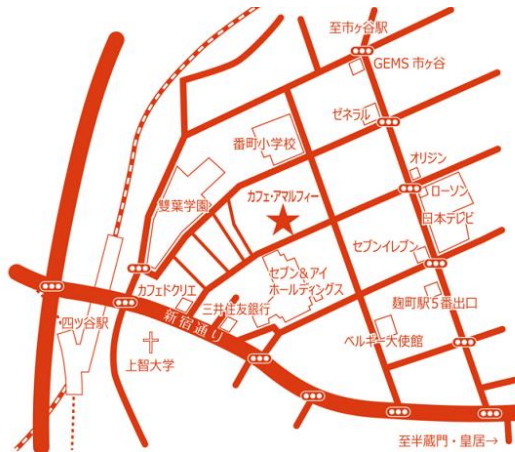 至市ヶ谷駅
GEMS 市ヶ谷
ゼネラル
番町小学校
オリジン
カフェ・アマルフィー
ローソン
雙葉学園
日本テレビ
セブンイレブン
カフェドクリエ
セブン&アイ
ホールディングス
麹町駅5番出口
三井住友銀行
四ツ谷駅
新宿通り
ベルギー大使館
上智大学
至半蔵門・皇居→